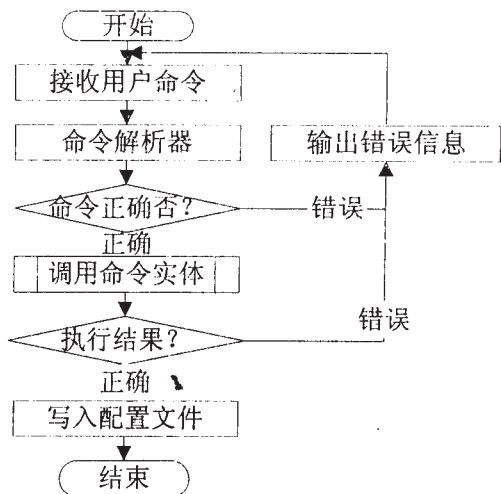 开始
接收用户命令
命令解析器
输出错误信息
命令正确否?
错误
正确
调用命令实体
错误
执行结果?
正确
写入配置文件
结束